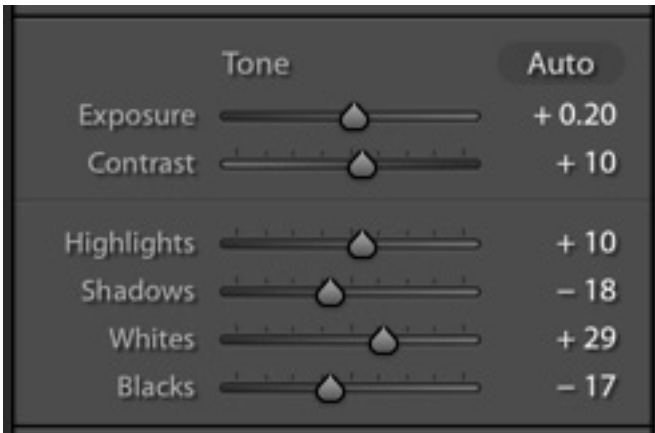 Tone Auto
Exposure + 0.20
Contrast + 10
Highlights + 10
Shadows – 18
Whites + 29
Blacks – 17